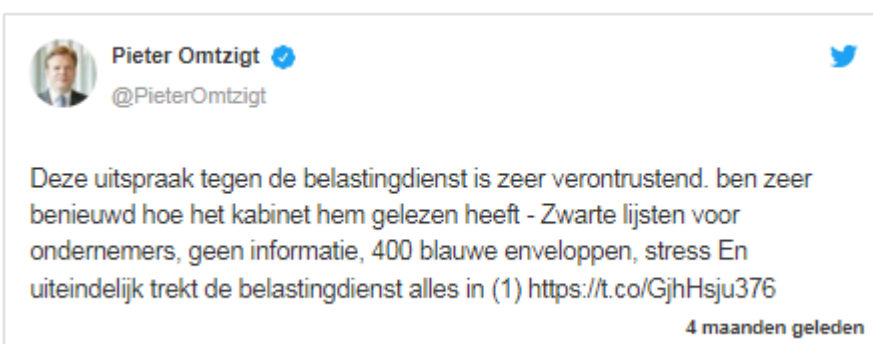 Pieter Omtzigt
@PieterOmtzigt
Deze uitspraak tegen de belastingdienst is zeer verontrustend. ben zeer
benieuwd hoe het kabinet hem gelezen heeft - Zwarte lijsten voor
ondernemers, geen informatie, 400 blauwe enveloppen, stress En
uiteindelijk trekt de belastingdienst alles in (1) https://t.co/GjhHsju376
4 maanden geleden